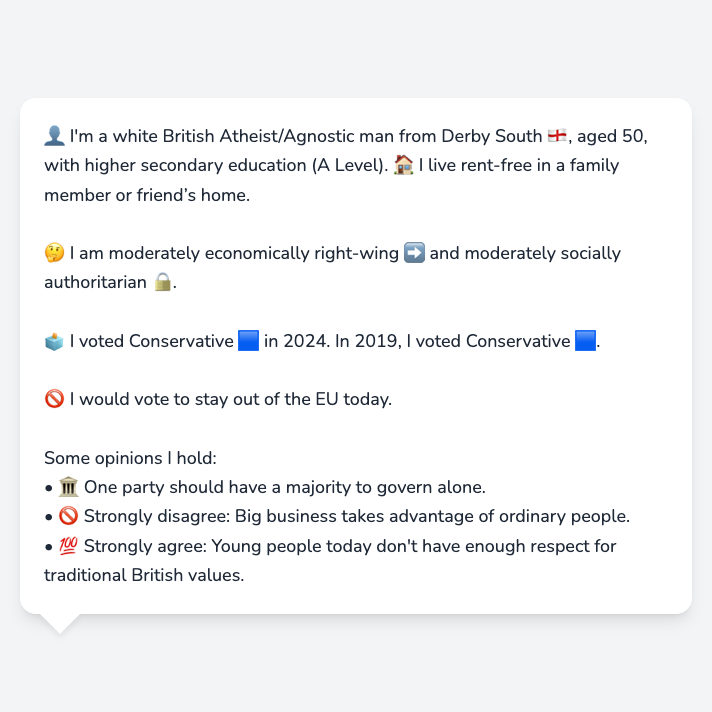 👤 I'm a white British Atheist/Agnostic man from Derby South 🏴󠁧󠁢󠁥󠁮󠁧󠁿, aged 50,
with higher secondary education (A Level). 🏠 I live rent-free in a family
member or friend’s home.
🤔 I am moderately economically right-wing ➡️ and moderately socially
authoritarian 🔒.
🗳️ I voted Conservative 🟦 in 2024. In 2019, I voted Conservative 🟦.
🚫 I would vote to stay out of the EU today.
Some opinions I hold:
• 🏛️ One party should have a majority to govern alone.
• 🚫 Strongly disagree: Big business takes advantage of ordinary people.
• 💯 Strongly agree: Young people today don't have enough respect for
traditional British values.